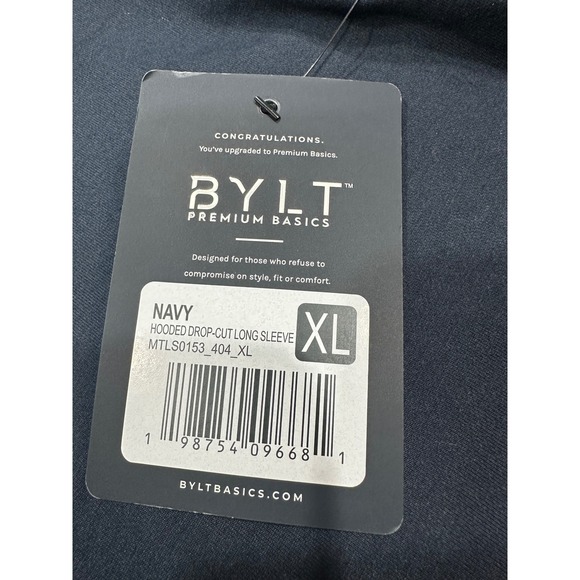 CONGRATULATIONS.
You've upgraded to Premium Basics.
BYLT™
PREMIUM BASICS
Designed for those who refuse to
compromise on style, fit or comfort.
NAVY
HOODED DROP-CUT LONG SLEEVE
MTLS0153_404_XL
XL
1 98754 09668 1
BYLTBASICS.COM